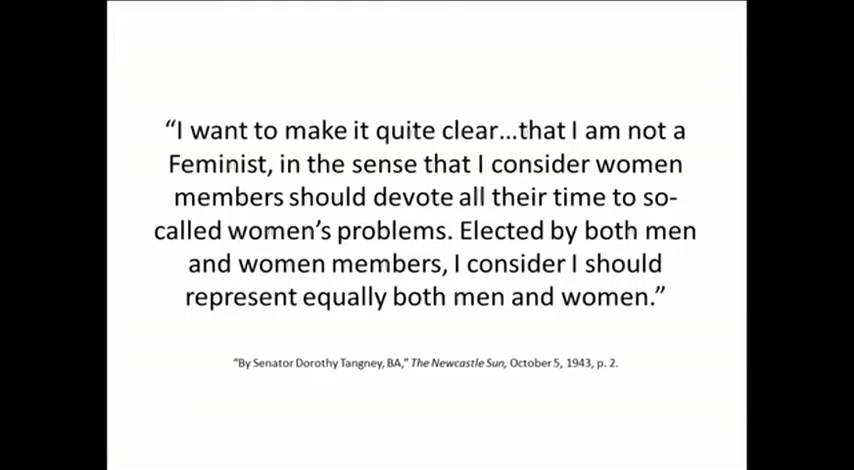 “I want to make it quite clear...that I am not a
Feminist, in the sense that I consider women
members should devote all their time to so-
called women’s problems. Elected by both men
and women members, I consider I should
represent equally both men and women.”
“By Senator Dorothy Tangney, BA,” The Newcastle Sun, October 5, 1943, p. 2.